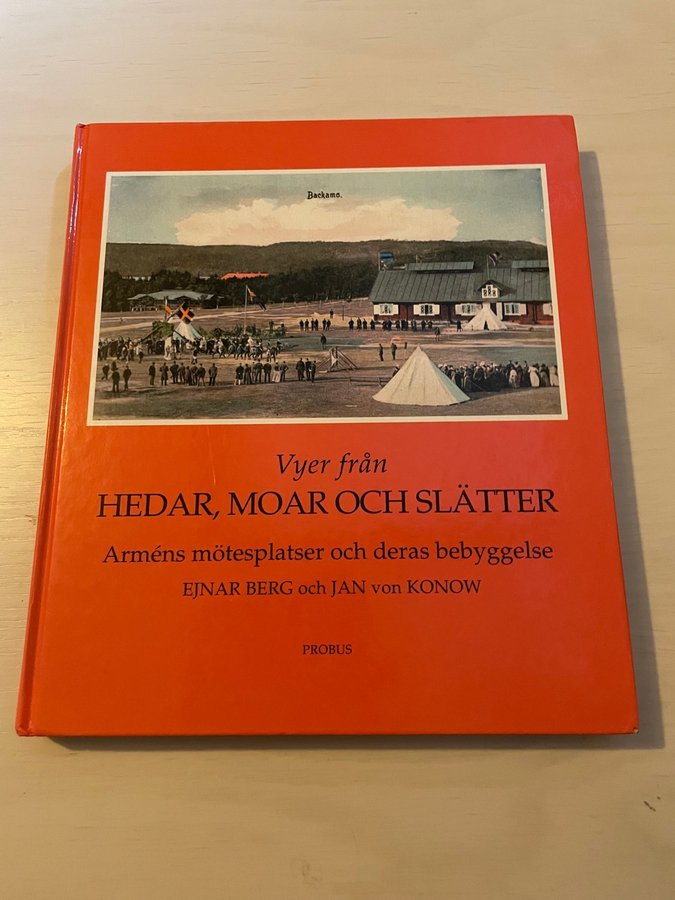 Backamo.
Vyer från
HEDAR, MOAR OCH SLÄTTER
Arméns mötesplatser och deras bebyggelse
EJNAR BERG och JAN von KONOW
PROBUS